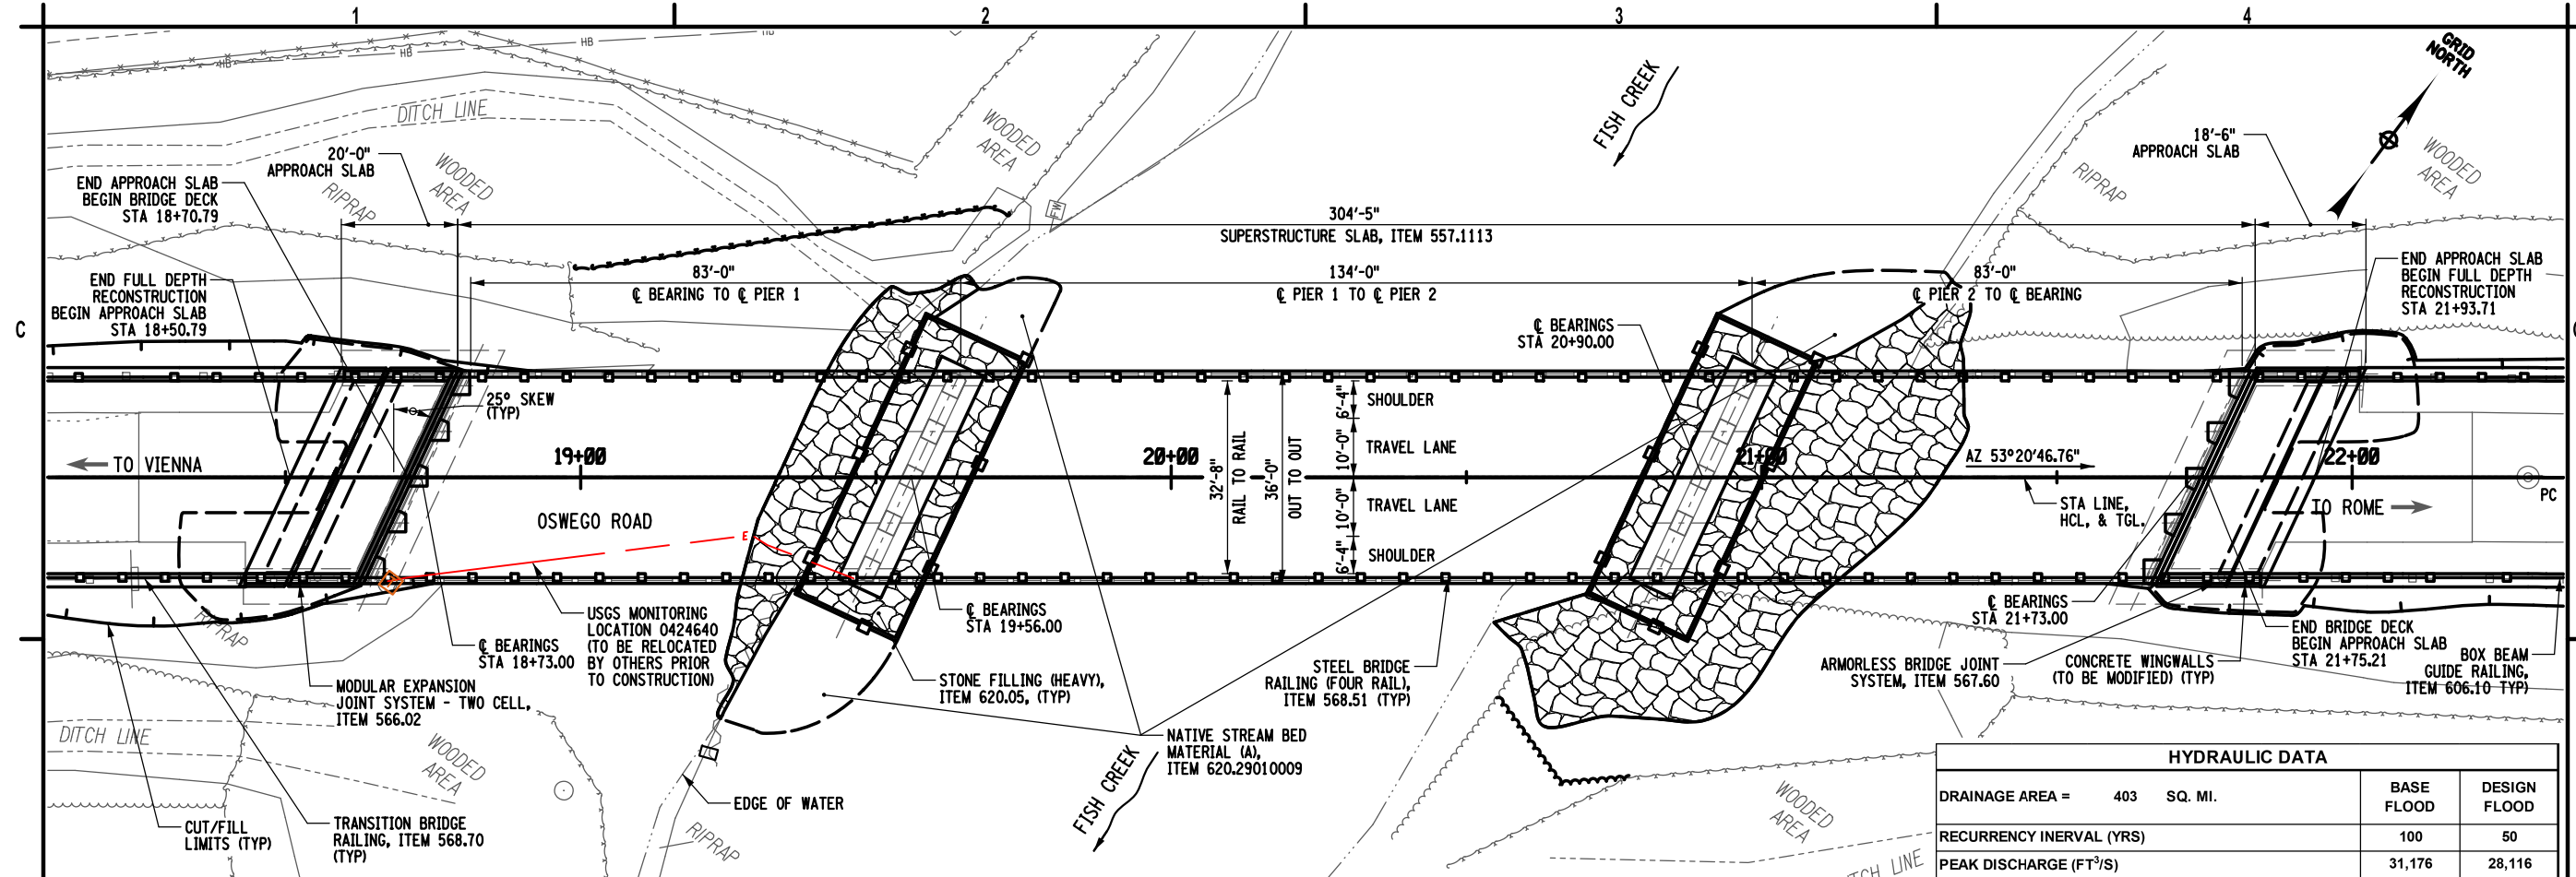 1
2
3
4
C
C
HB
HB
HB
HB
DITCH LINE
WOODED
AREA
FISH CREEK
GRID
NORTH
20'-0"
APPROACH SLAB
WOODED
AREA
RIPRAP
END APPROACH SLAB
BEGIN BRIDGE DECK
STA 18+70.79
FW
18'-6"
APPROACH SLAB
RIPRAP
WOODED
AREA
304'-5"
SUPERSTRUCTURE SLAB, ITEM 557.1113
END FULL DEPTH
RECONSTRUCTION
BEGIN APPROACH SLAB
STA 18+50.79
83'-0"
℄ BEARING TO ℄ PIER 1
134'-0"
℄ PIER 1 TO ℄ PIER 2
83'-0"
℄ PIER 2 TO ℄ BEARING
END APPROACH SLAB
BEGIN FULL DEPTH
RECONSTRUCTION
STA 21+93.71
℄ BEARINGS
STA 20+90.00
25° SKEW
(TYP)
6'-4"
SHOULDER
10'-0"
TRAVEL LANE
32'-8"
RAIL TO RAIL
36'-0"
OUT TO OUT
10'-0"
TRAVEL LANE
6'-4"
SHOULDER
TO VIENNA
19+00
20+00
21+00
AZ 53°20'46.76"
22+00
PC
OSWEGO ROAD
E
STA LINE,
HCL, & TGL.
TO ROME
RIPRAP
℄ BEARINGS
STA 18+73.00
USGS MONITORING
LOCATION 0424640
(TO BE RELOCATED
BY OTHERS PRIOR
TO CONSTRUCTION)
℄ BEARINGS
STA 19+56.00
℄ BEARINGS
STA 21+73.00
END BRIDGE DECK
BEGIN APPROACH SLAB
STA 21+75.21
MODULAR EXPANSION
JOINT SYSTEM - TWO CELL,
ITEM 566.02
STONE FILLING (HEAVY),
ITEM 620.05, (TYP)
STEEL BRIDGE
RAILING (FOUR RAIL),
ITEM 568.51 (TYP)
ARMORLESS BRIDGE JOINT
SYSTEM, ITEM 567.60
CONCRETE WINGWALLS
(TO BE MODIFIED) (TYP)
BOX BEAM
GUIDE RAILING,
ITEM 606.10 TYP)
DITCH LINE
WOODED
AREA
NATIVE STREAM BED
MATERIAL (A),
ITEM 620.29010009
FISH CREEK
EDGE OF WATER
RIPRAP
CUT/FILL
LIMITS (TYP)
TRANSITION BRIDGE
RAILING, ITEM 568.70
(TYP)
WOODED
AREA
DITCH LINE
HYDRAULIC DATA
DRAINAGE AREA = 403 SQ. MI. BASE FLOOD DESIGN FLOOD
RECURRENCY INERVAL (YRS) 100 50
PEAK DISCHARGE (FT³/S) 31,176 28,116